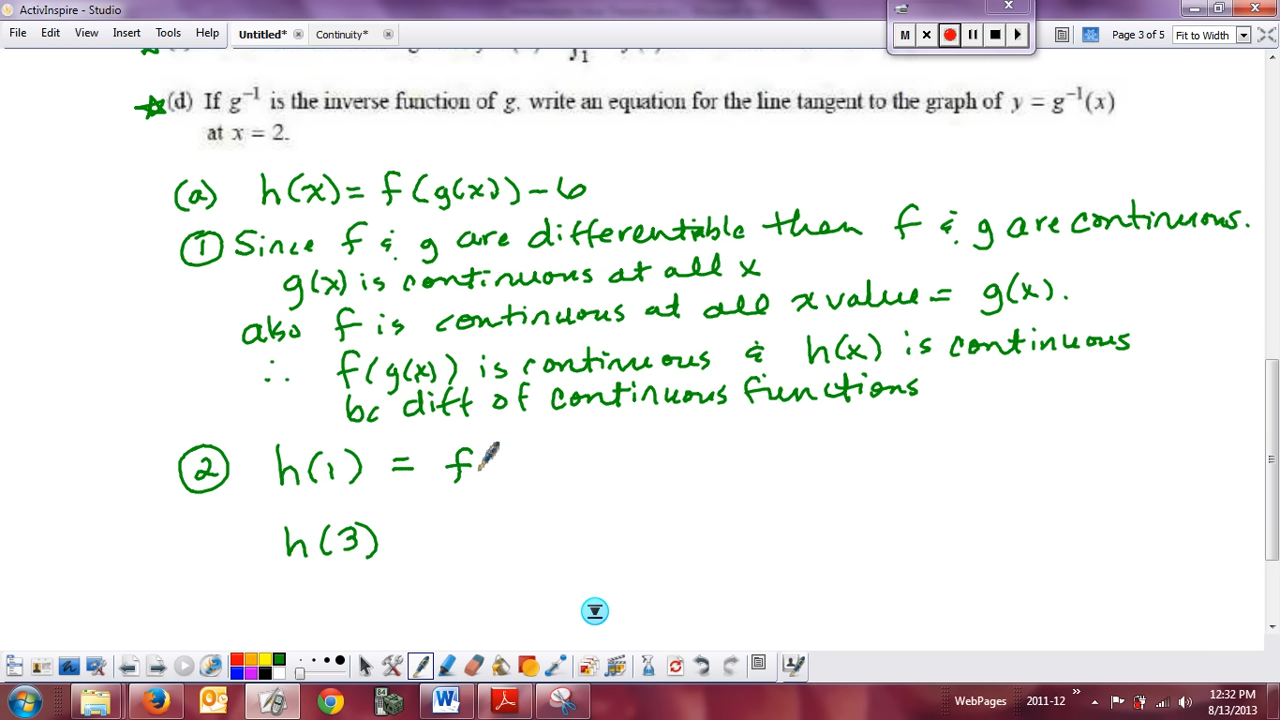 ActivInspire - Studio
File Edit View Insert Tools Help Untitled* Continuity* Page 3 of 5 Fit to Width
(d) If g⁻¹ is the inverse function of g, write an equation for the line tangent to the graph of y = g⁻¹(x)
at x = 2.
(a) h(x) = f(g(x)) - 6
① Since f & g are differentiable then f & g are continuous.
g(x) is continuous at all x
also f is continuous at all x value = g(x).
∴ f(g(x)) is continuous & h(x) is continuous
bc diff of continuous functions
② h(1) = f
h(3)
WebPages 2011-12 » 12:32 PM
8/13/2013